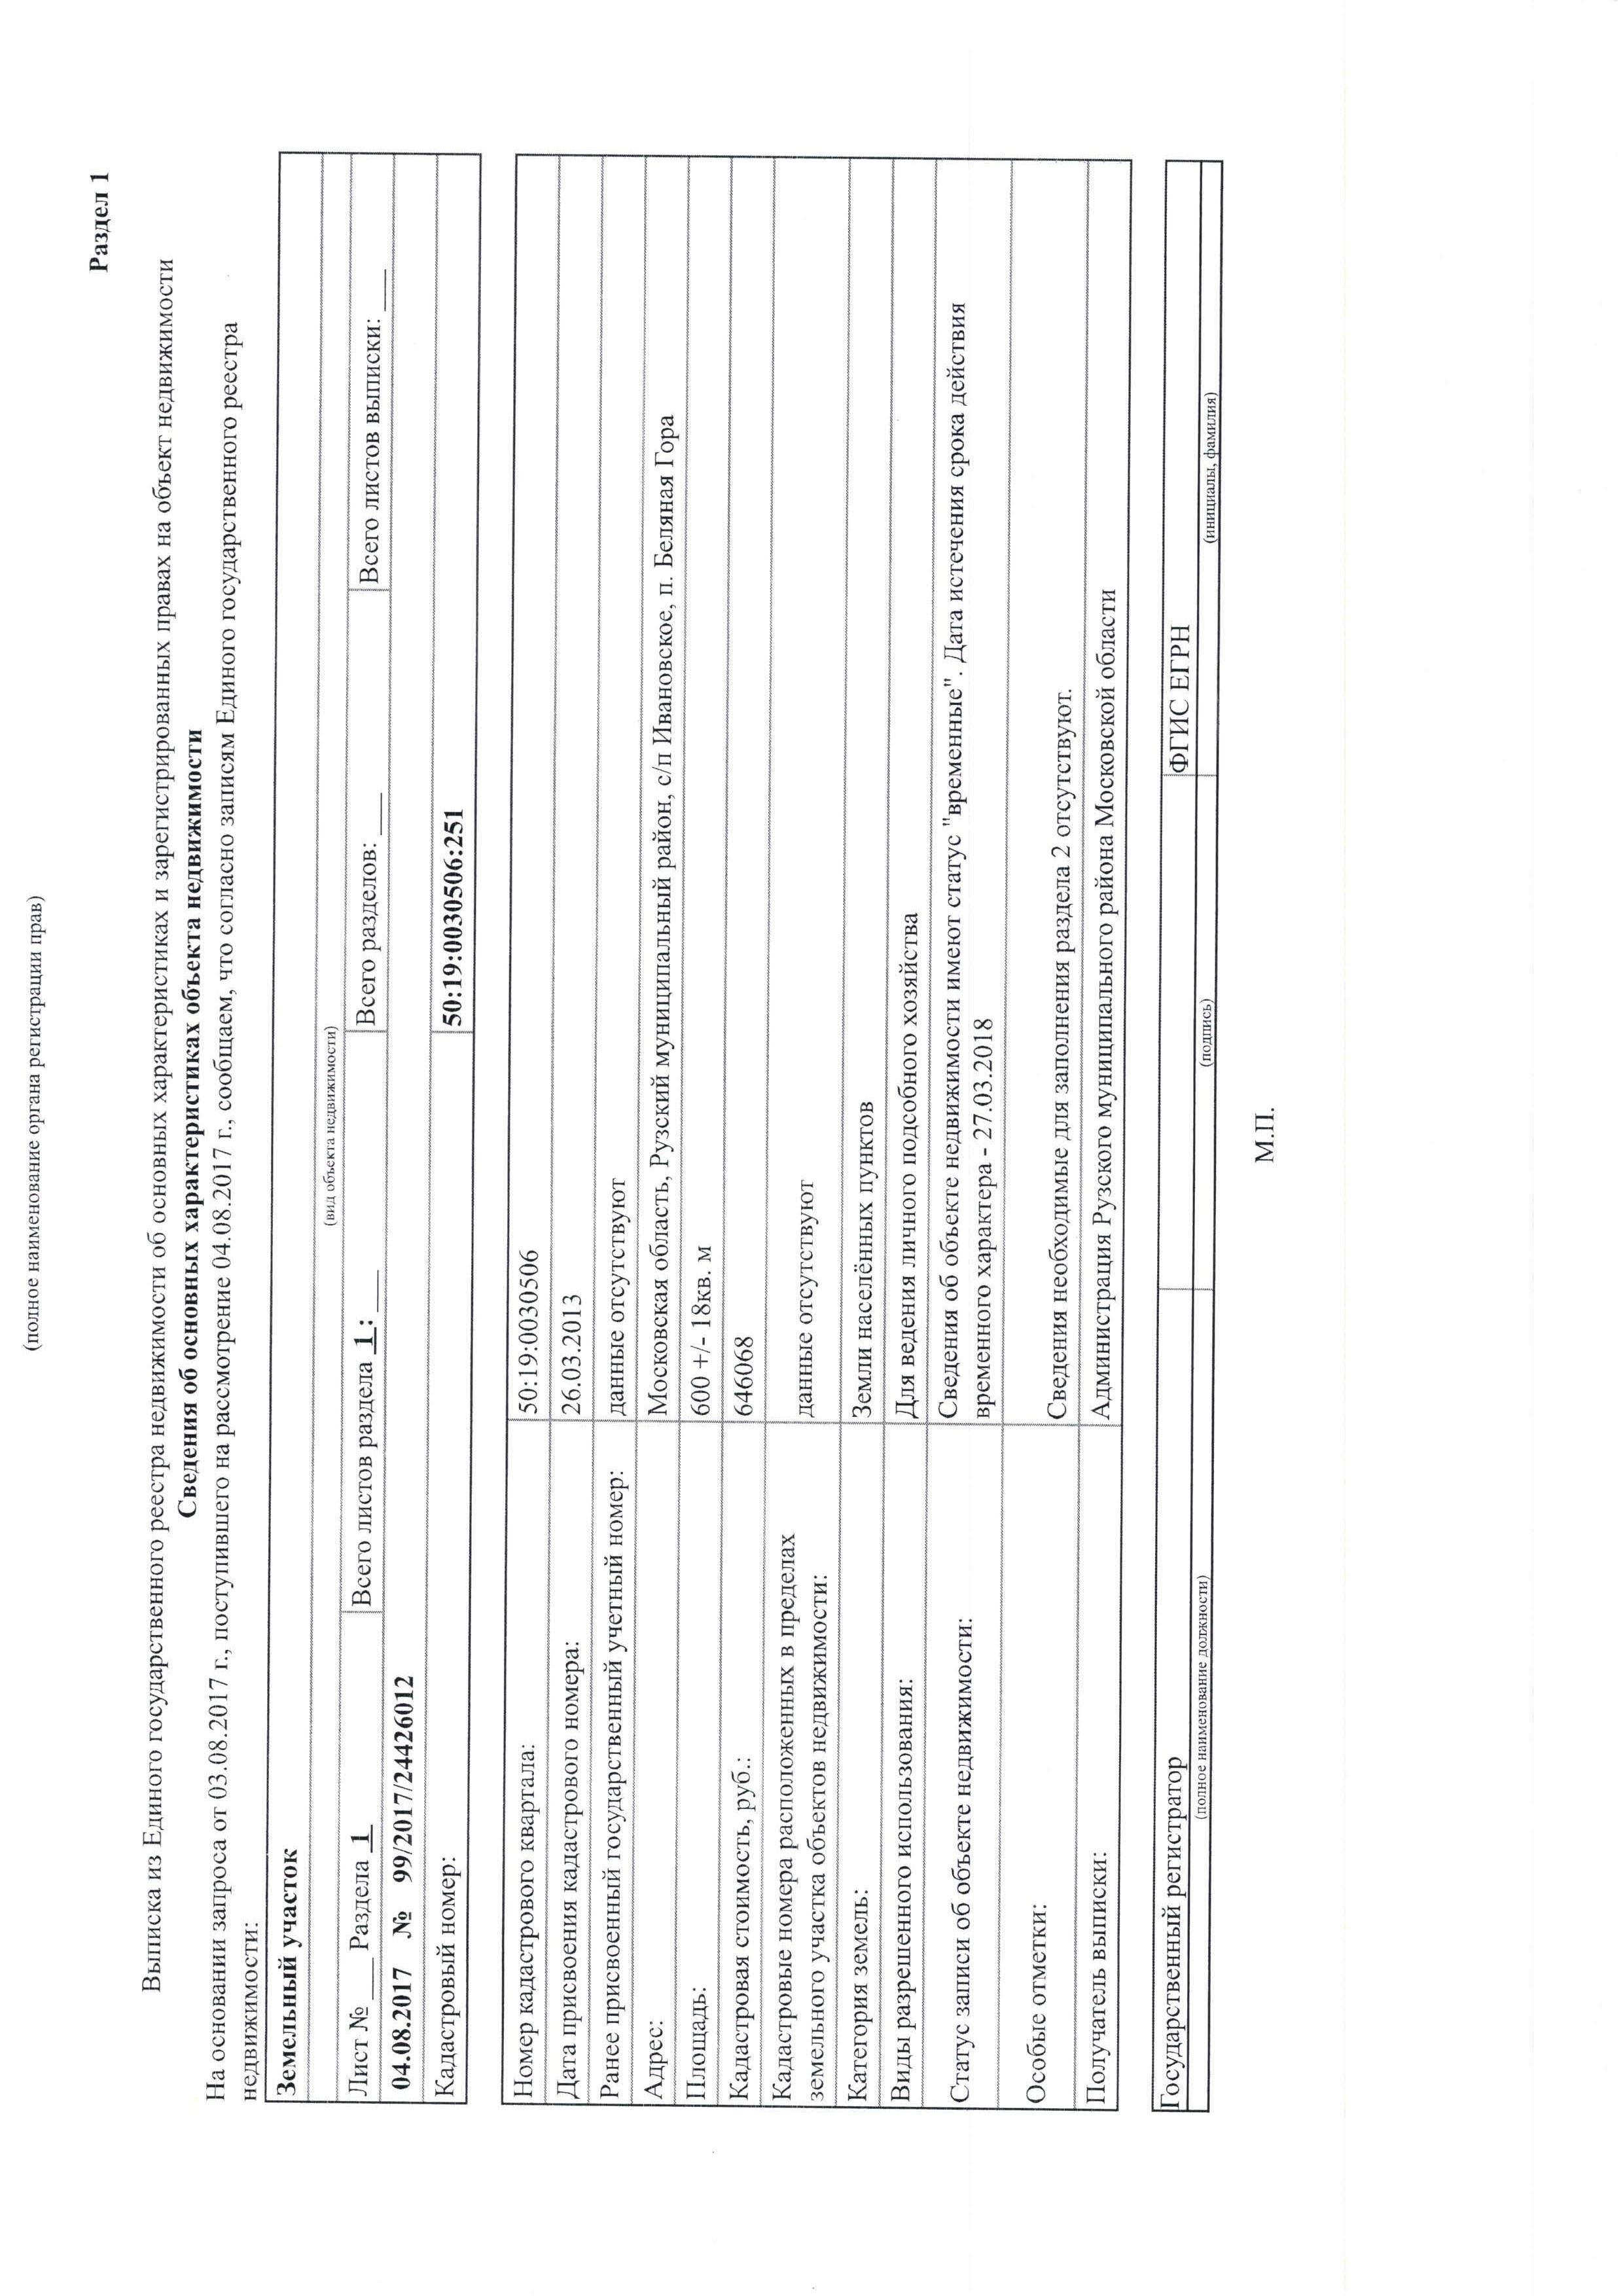 (полное наименование органа регистрации прав)
Раздел 1
Выписка из Единого государственного реестра недвижимости об основных характеристиках и зарегистрированных правах на объект недвижимости
Сведения об основных характеристиках объекта недвижимости
На основании запроса от 03.08.2017 г., поступившего на рассмотрение 04.08.2017 г., сообщаем, что согласно записям Единого государственного реестра
недвижимости:
Земельный участок
(вид объекта недвижимости)
Лист № ___ Раздела 1 Всего листов раздела 1 : ___ Всего разделов: ___ Всего листов выписки: ___
04.08.2017 № 99/2017/24426012
Кадастровый номер: 50:19:0030506:251
Номер кадастрового квартала: 50:19:0030506
Дата присвоения кадастрового номера: 26.03.2013
Ранее присвоенный государственный учетный номер: данные отсутствуют
Адрес: Московская область, Рузский муниципальный район, с/п Ивановское, п. Беляная Гора
Площадь: 600 +/- 18кв. м
Кадастровая стоимость, руб.: 646068
Кадастровые номера расположенных в пределах
земельного участка объектов недвижимости: данные отсутствуют
Категория земель: Земли населённых пунктов
Виды разрешенного использования: Для ведения личного подсобного хозяйства
Статус записи об объекте недвижимости: Сведения об объекте недвижимости имеют статус "временные". Дата истечения срока действия
временного характера - 27.03.2018
Особые отметки: Сведения необходимые для заполнения раздела 2 отсутствуют.
Получатель выписки: Администрация Рузского муниципального района Московской области
Государственный регистратор ФГИС ЕГРН
(полное наименование должности) (подпись) (инициалы, фамилия)
М.П.